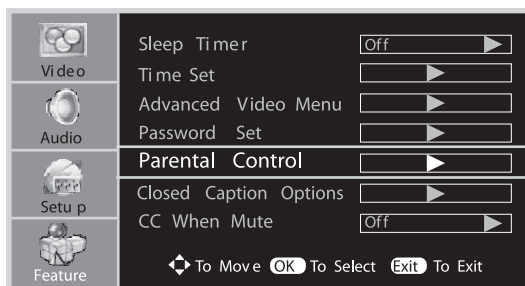 Video
Audio
Setup
Feature
Sleep Timer Off
Time Set
Advanced Video Menu
Password Set
Parental Control
Closed Caption Options
CC When Mute Off
To Move OK To Select Exit To Exit